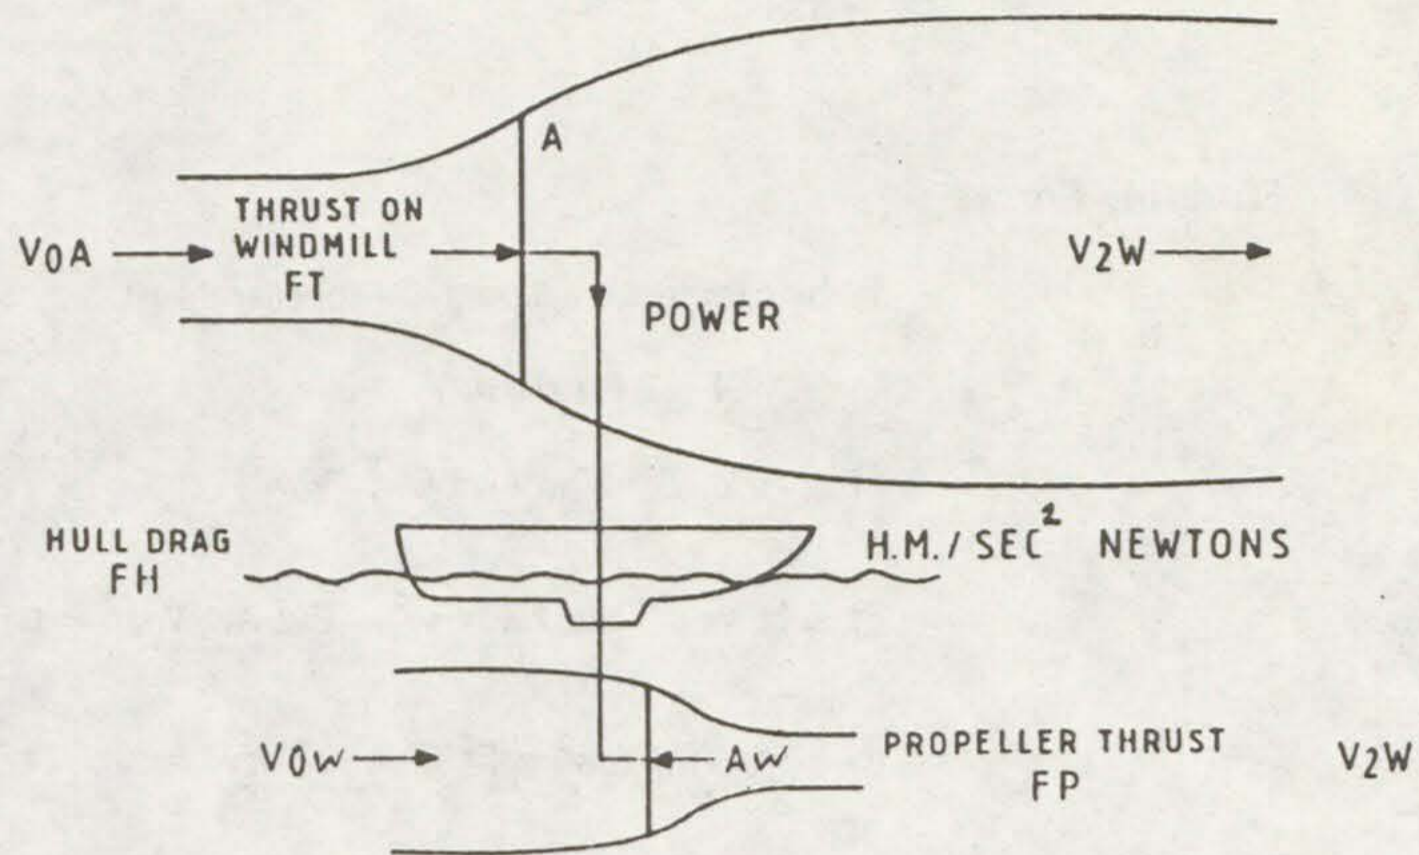 A
THRUST ON
WINDMILL
FT
V0A
V2W
POWER
HULL DRAG
FH
H.M./SEC² NEWTONS
V0W
AW
PROPELLER THRUST
FP
V2W